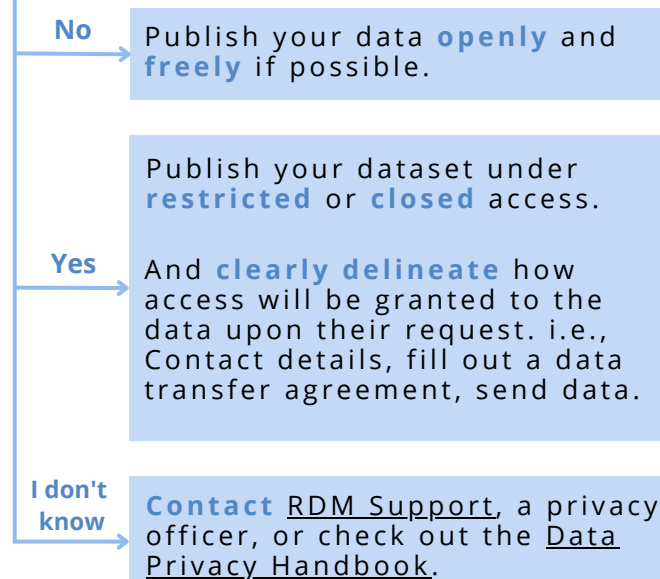 No
Publish your data openly and
freely if possible.
Yes
Publish your dataset under
restricted or closed access.
And clearly delineate how
access will be granted to the
data upon their request. i.e.,
Contact details, fill out a data
transfer agreement, send data.
I don't
know
Contact RDM Support, a privacy
officer, or check out the Data
Privacy Handbook.